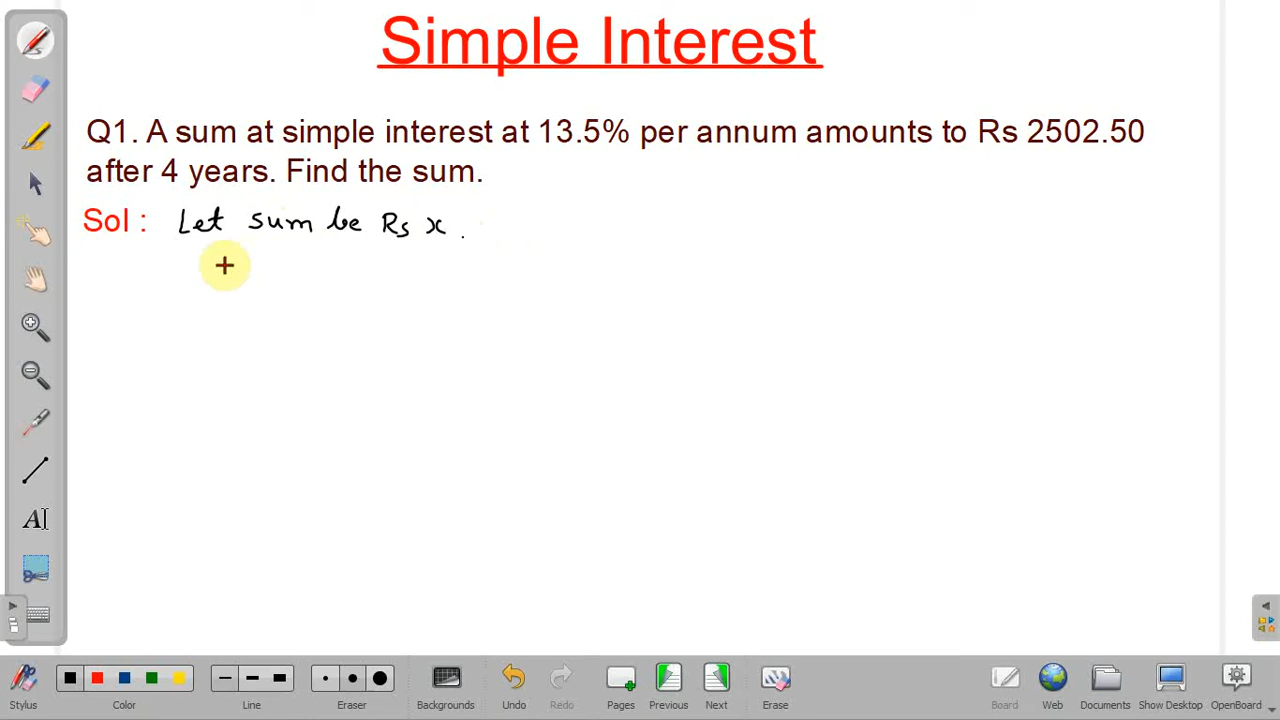 Simple Interest
Q1. A sum at simple interest at 13.5% per annum amounts to Rs 2502.50
after 4 years. Find the sum.
Sol : Let sum be Rs x .
A
Stylus
Color
Line
Eraser
Backgrounds
Undo
Redo
Pages
Previous
Next
Erase
Board
Web
Documents
Show Desktop
OpenBoard